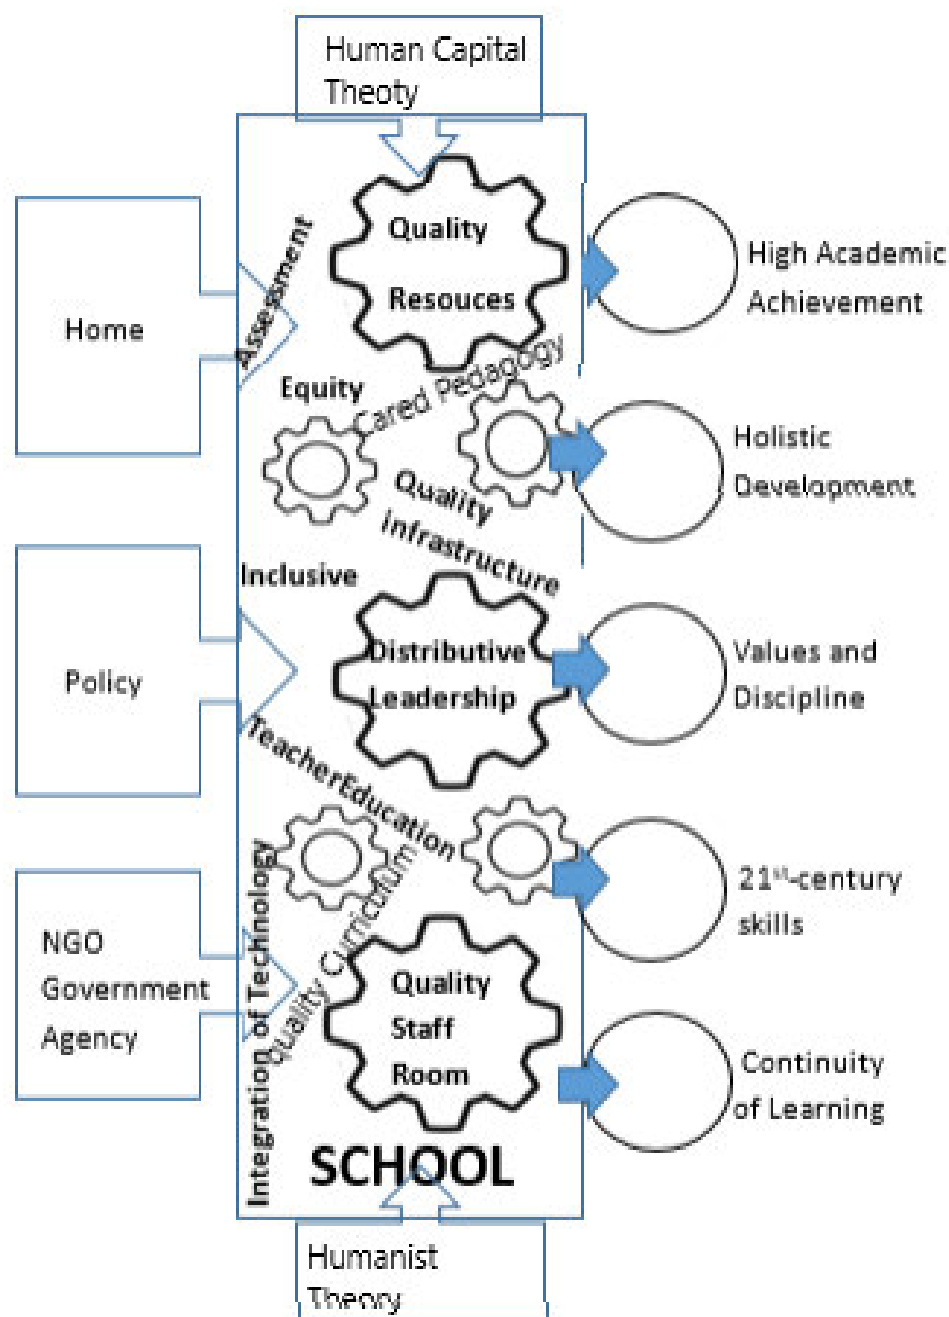 Human Capital
Theoty
Assessment
Quality
Resouces
High Academic
Achievement
Home
Equity
Cared Pedagogy
Holistic
Development
Quality
infrastructure
Inclusive
Policy
Distributive
Leadership
Values and
Discipline
TeacherEducation
Integration of Technology
Quality Curriculum
21st-century
skills
NGO
Government
Agency
Quality
Staff
Room
Continuity
of Learning
SCHOOL
Humanist
Theory